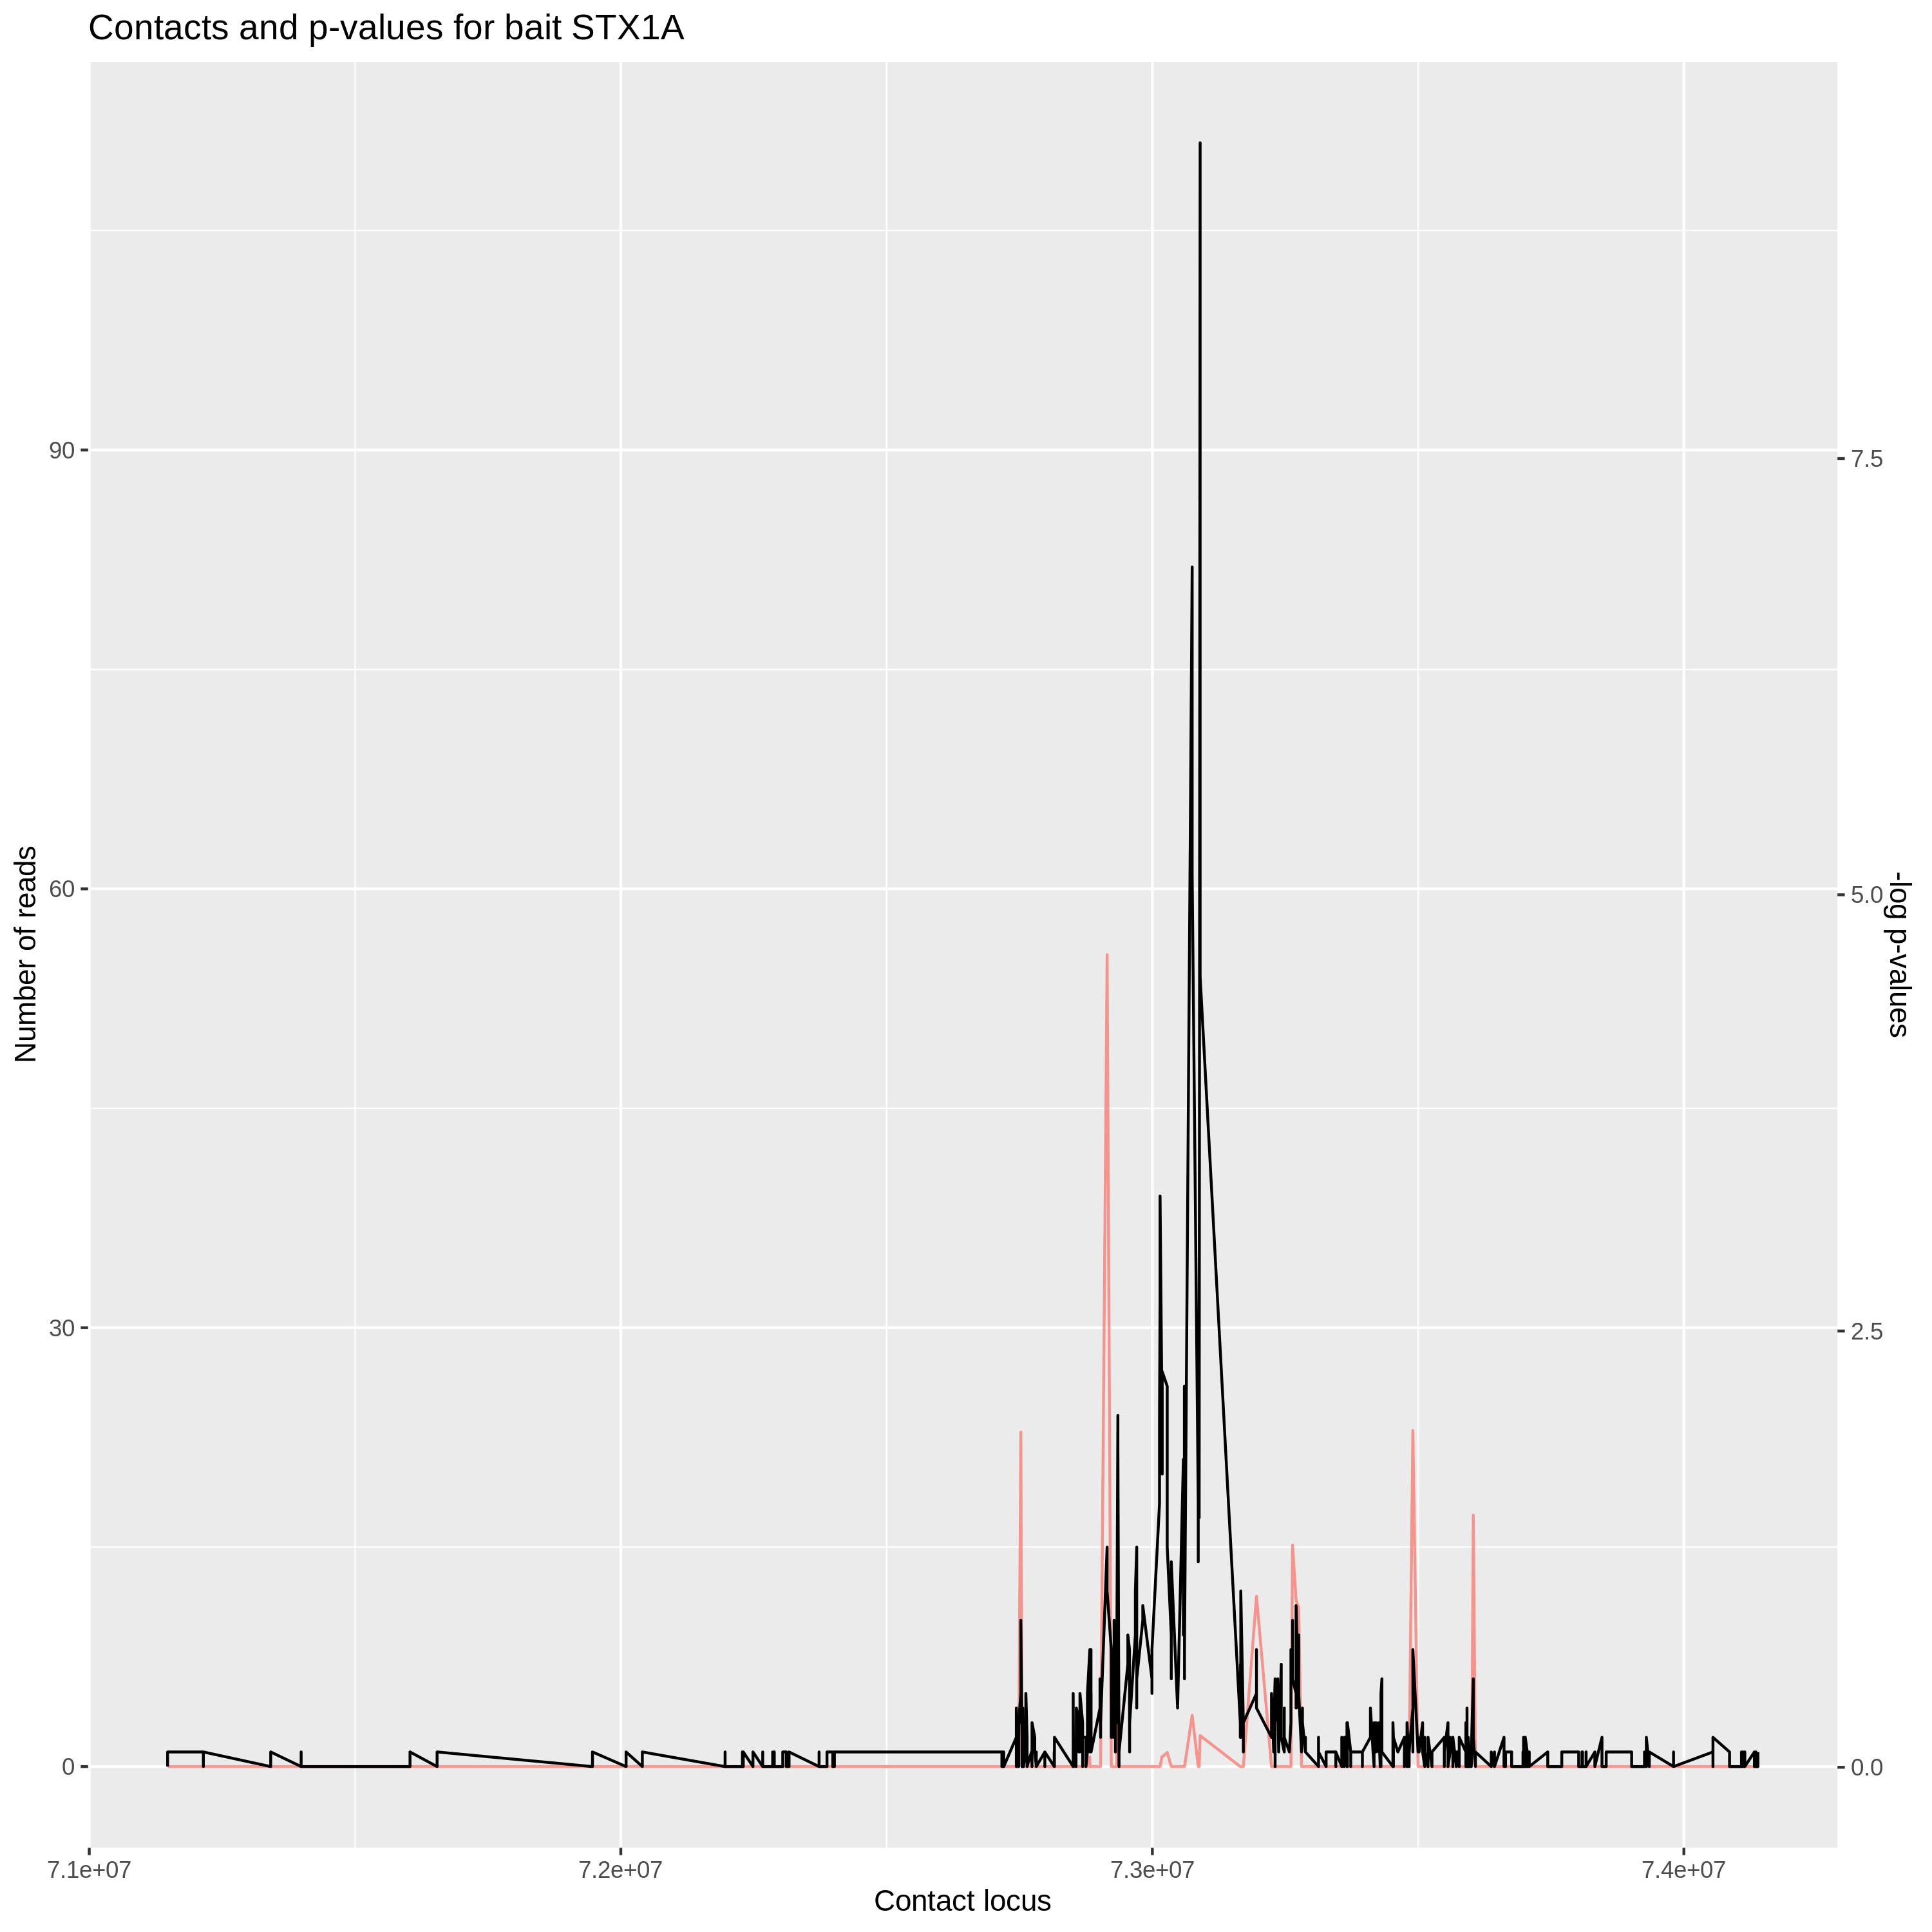 Contacts and p-values for bait STX1A
Number of reads
90
60
30
0
7.5
5.0
2.5
0.0
-log p-values
7.1e+07
7.2e+07
7.3e+07
7.4e+07
Contact locus